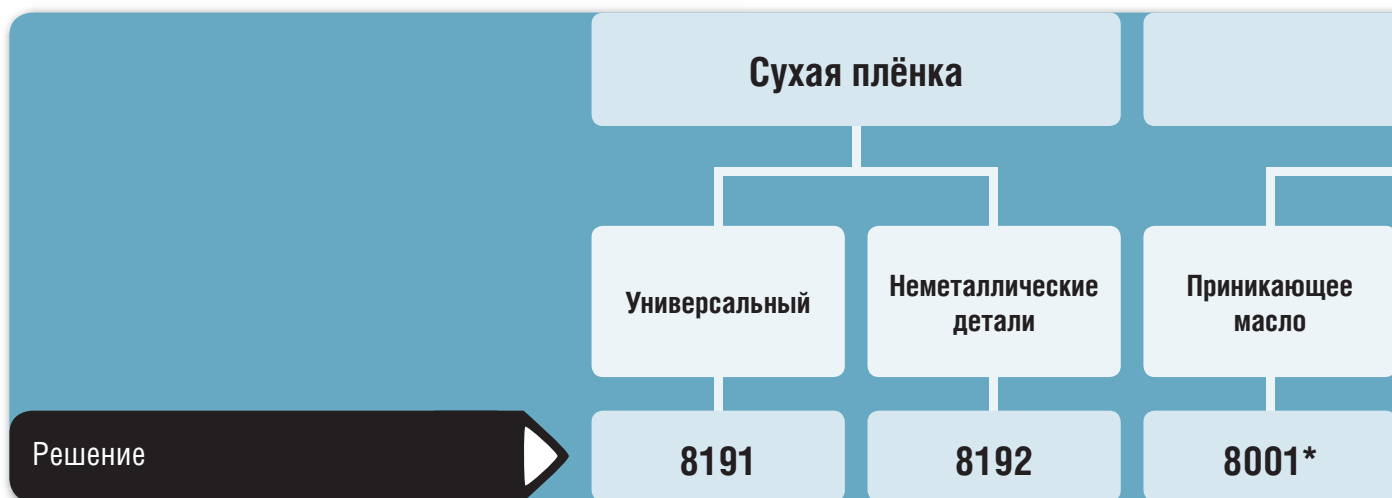 Сухая плёнка
Универсальный
Неметаллические
детали
Приникающее
масло
Решение
8191
8192
8001*